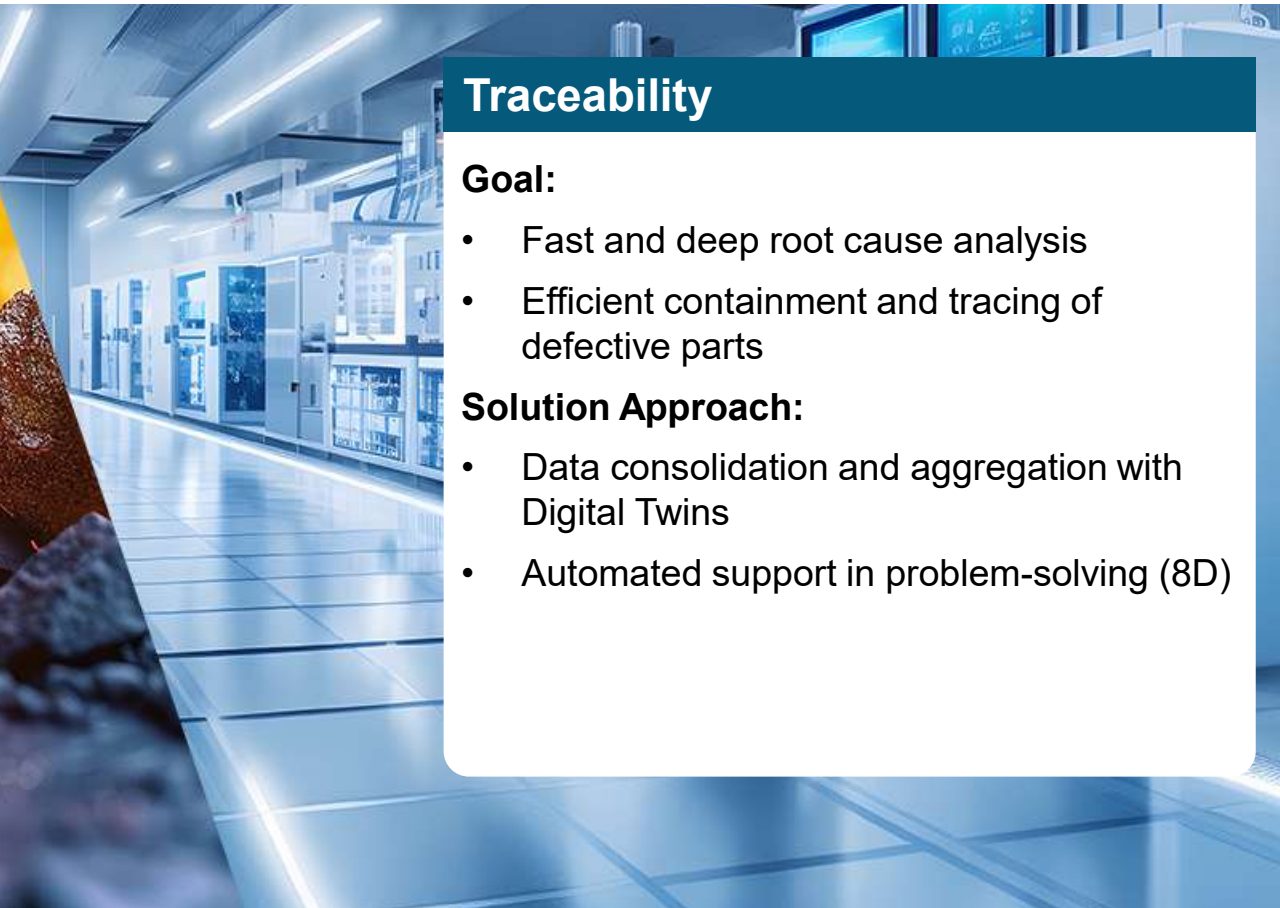 Traceability
Goal:
• Fast and deep root cause analysis
• Efficient containment and tracing of
defective parts
Solution Approach:
• Data consolidation and aggregation with
Digital Twins
• Automated support in problem-solving (8D)